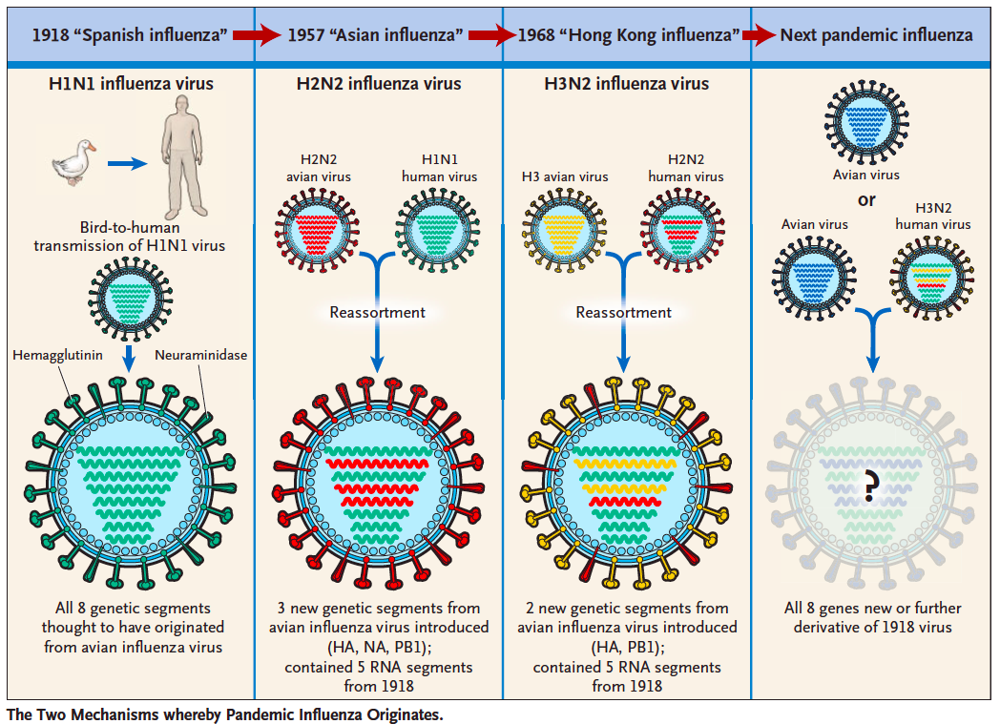 1918 “Spanish influenza”
1957 “Asian influenza”
1968 “Hong Kong influenza”
Next pandemic influenza
H1N1 influenza virus
Bird-to-human
transmission of H1N1 virus
Hemagglutinin
Neuraminidase
All 8 genetic segments
thought to have originated
from avian influenza virus
H2N2 influenza virus
H2N2
avian virus
H1N1
human virus
Reassortment
3 new genetic segments from
avian influenza virus introduced
(HA, NA, PB1);
contained 5 RNA segments
from 1918
H3N2 influenza virus
H3 avian virus
H2N2
human virus
Reassortment
2 new genetic segments from
avian influenza virus introduced
(HA, PB1);
contained 5 RNA segments
from 1918
Avian virus
or
Avian virus
H3N2
human virus
?
All 8 genes new or further
derivative of 1918 virus
The Two Mechanisms whereby Pandemic Influenza Originates.